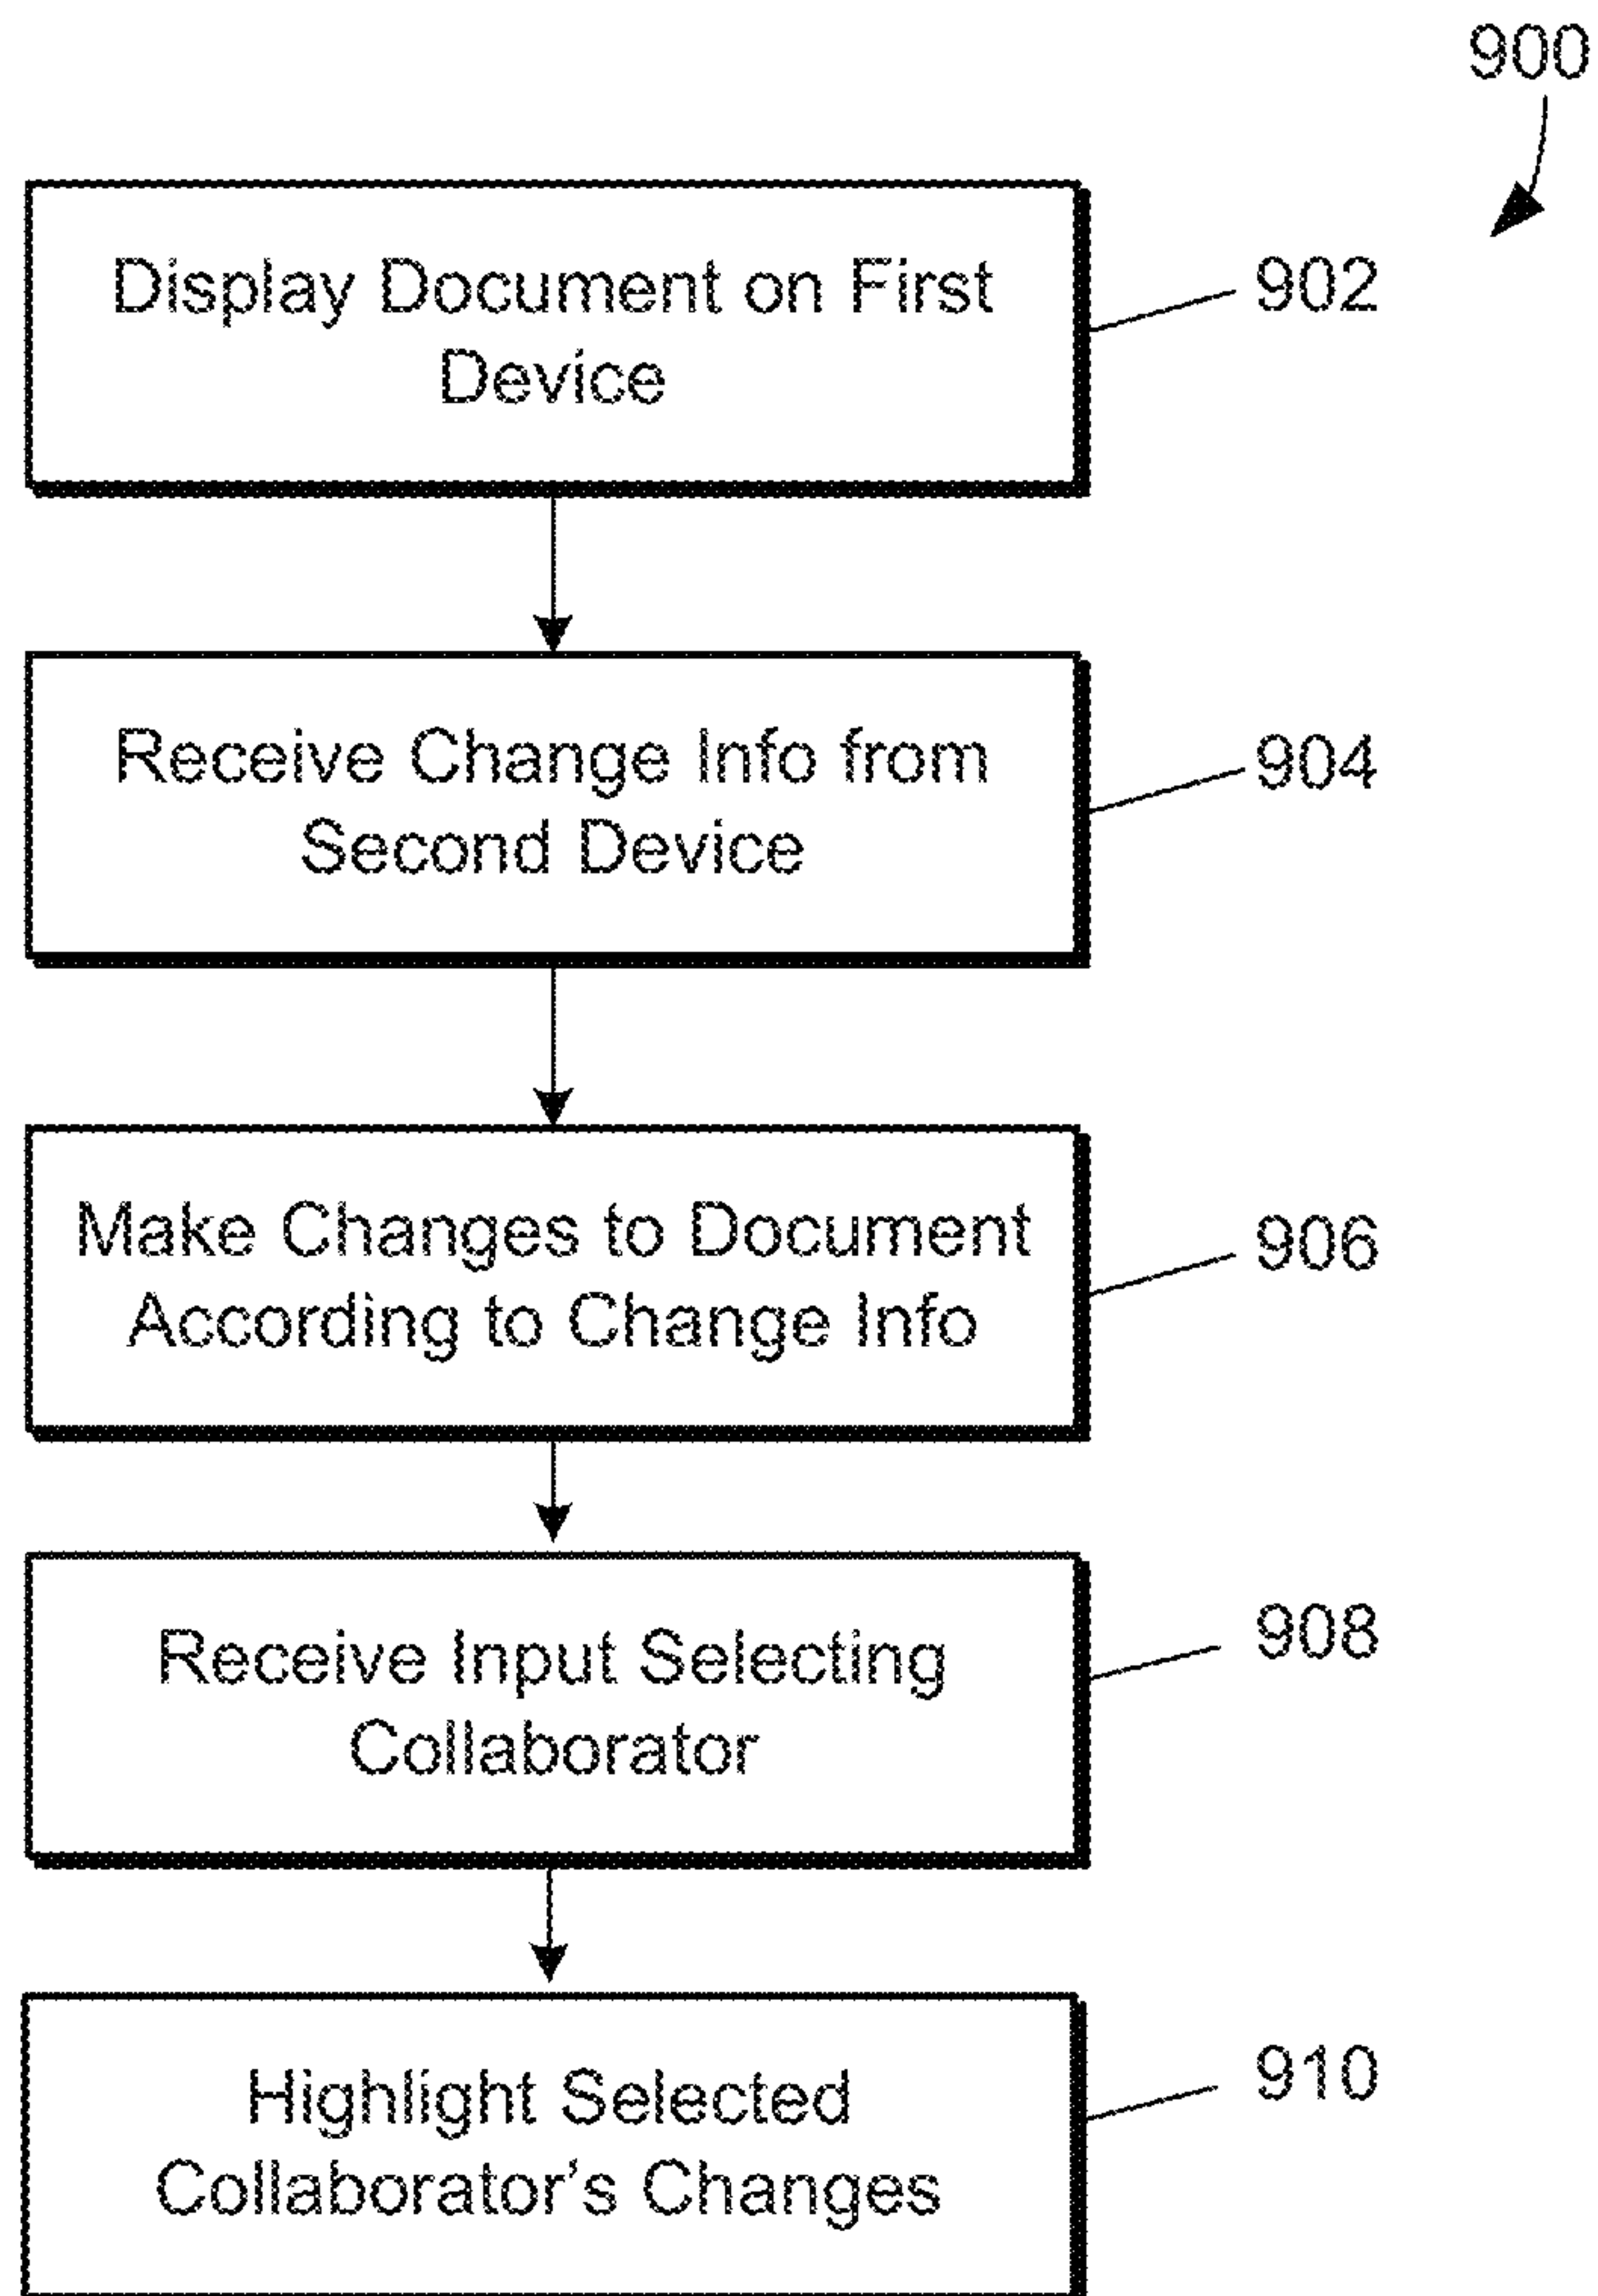 900
Display Document on First
Device
902
Receive Change Info from
Second Device
904
Make Changes to Document
According to Change Info
906
Receive Input Selecting
Collaborator
908
Highlight Selected
Collaborator's Changes
910